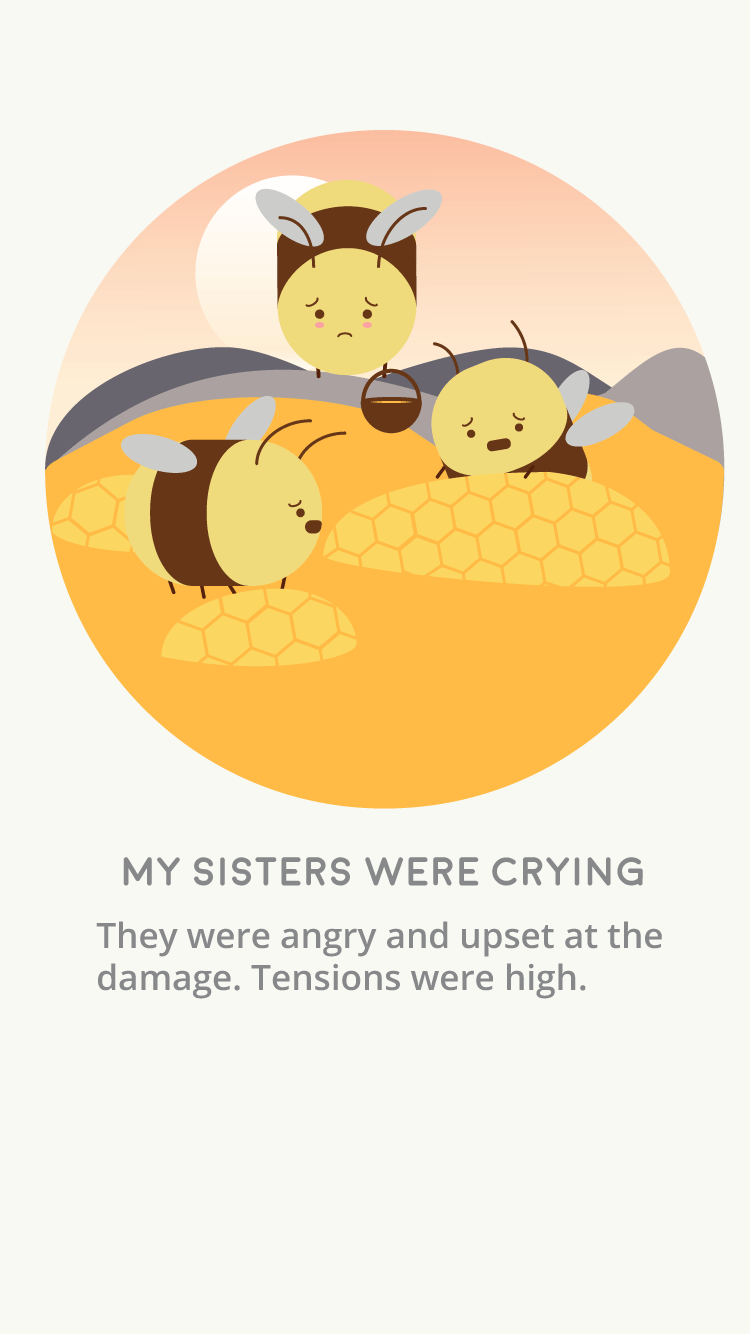 MY SISTERS WERE CRYING
They were angry and upset at the
damage. Tensions were high.